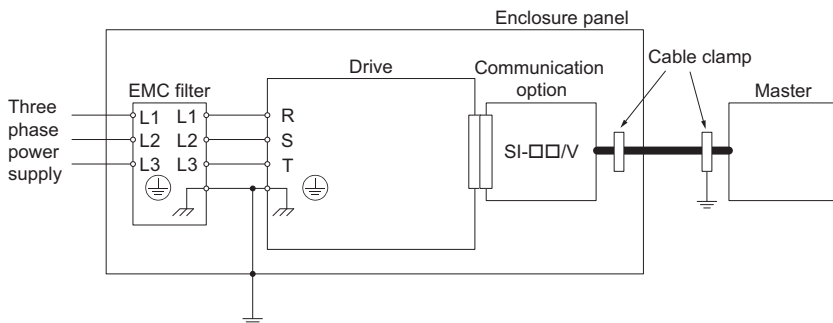 Enclosure panel
Drive
Communication
option
Cable clamp
Master
EMC filter
Three
phase
power
supply
L1 L1 R
L2 L2 S
L3 L3 T
SI-□□/V